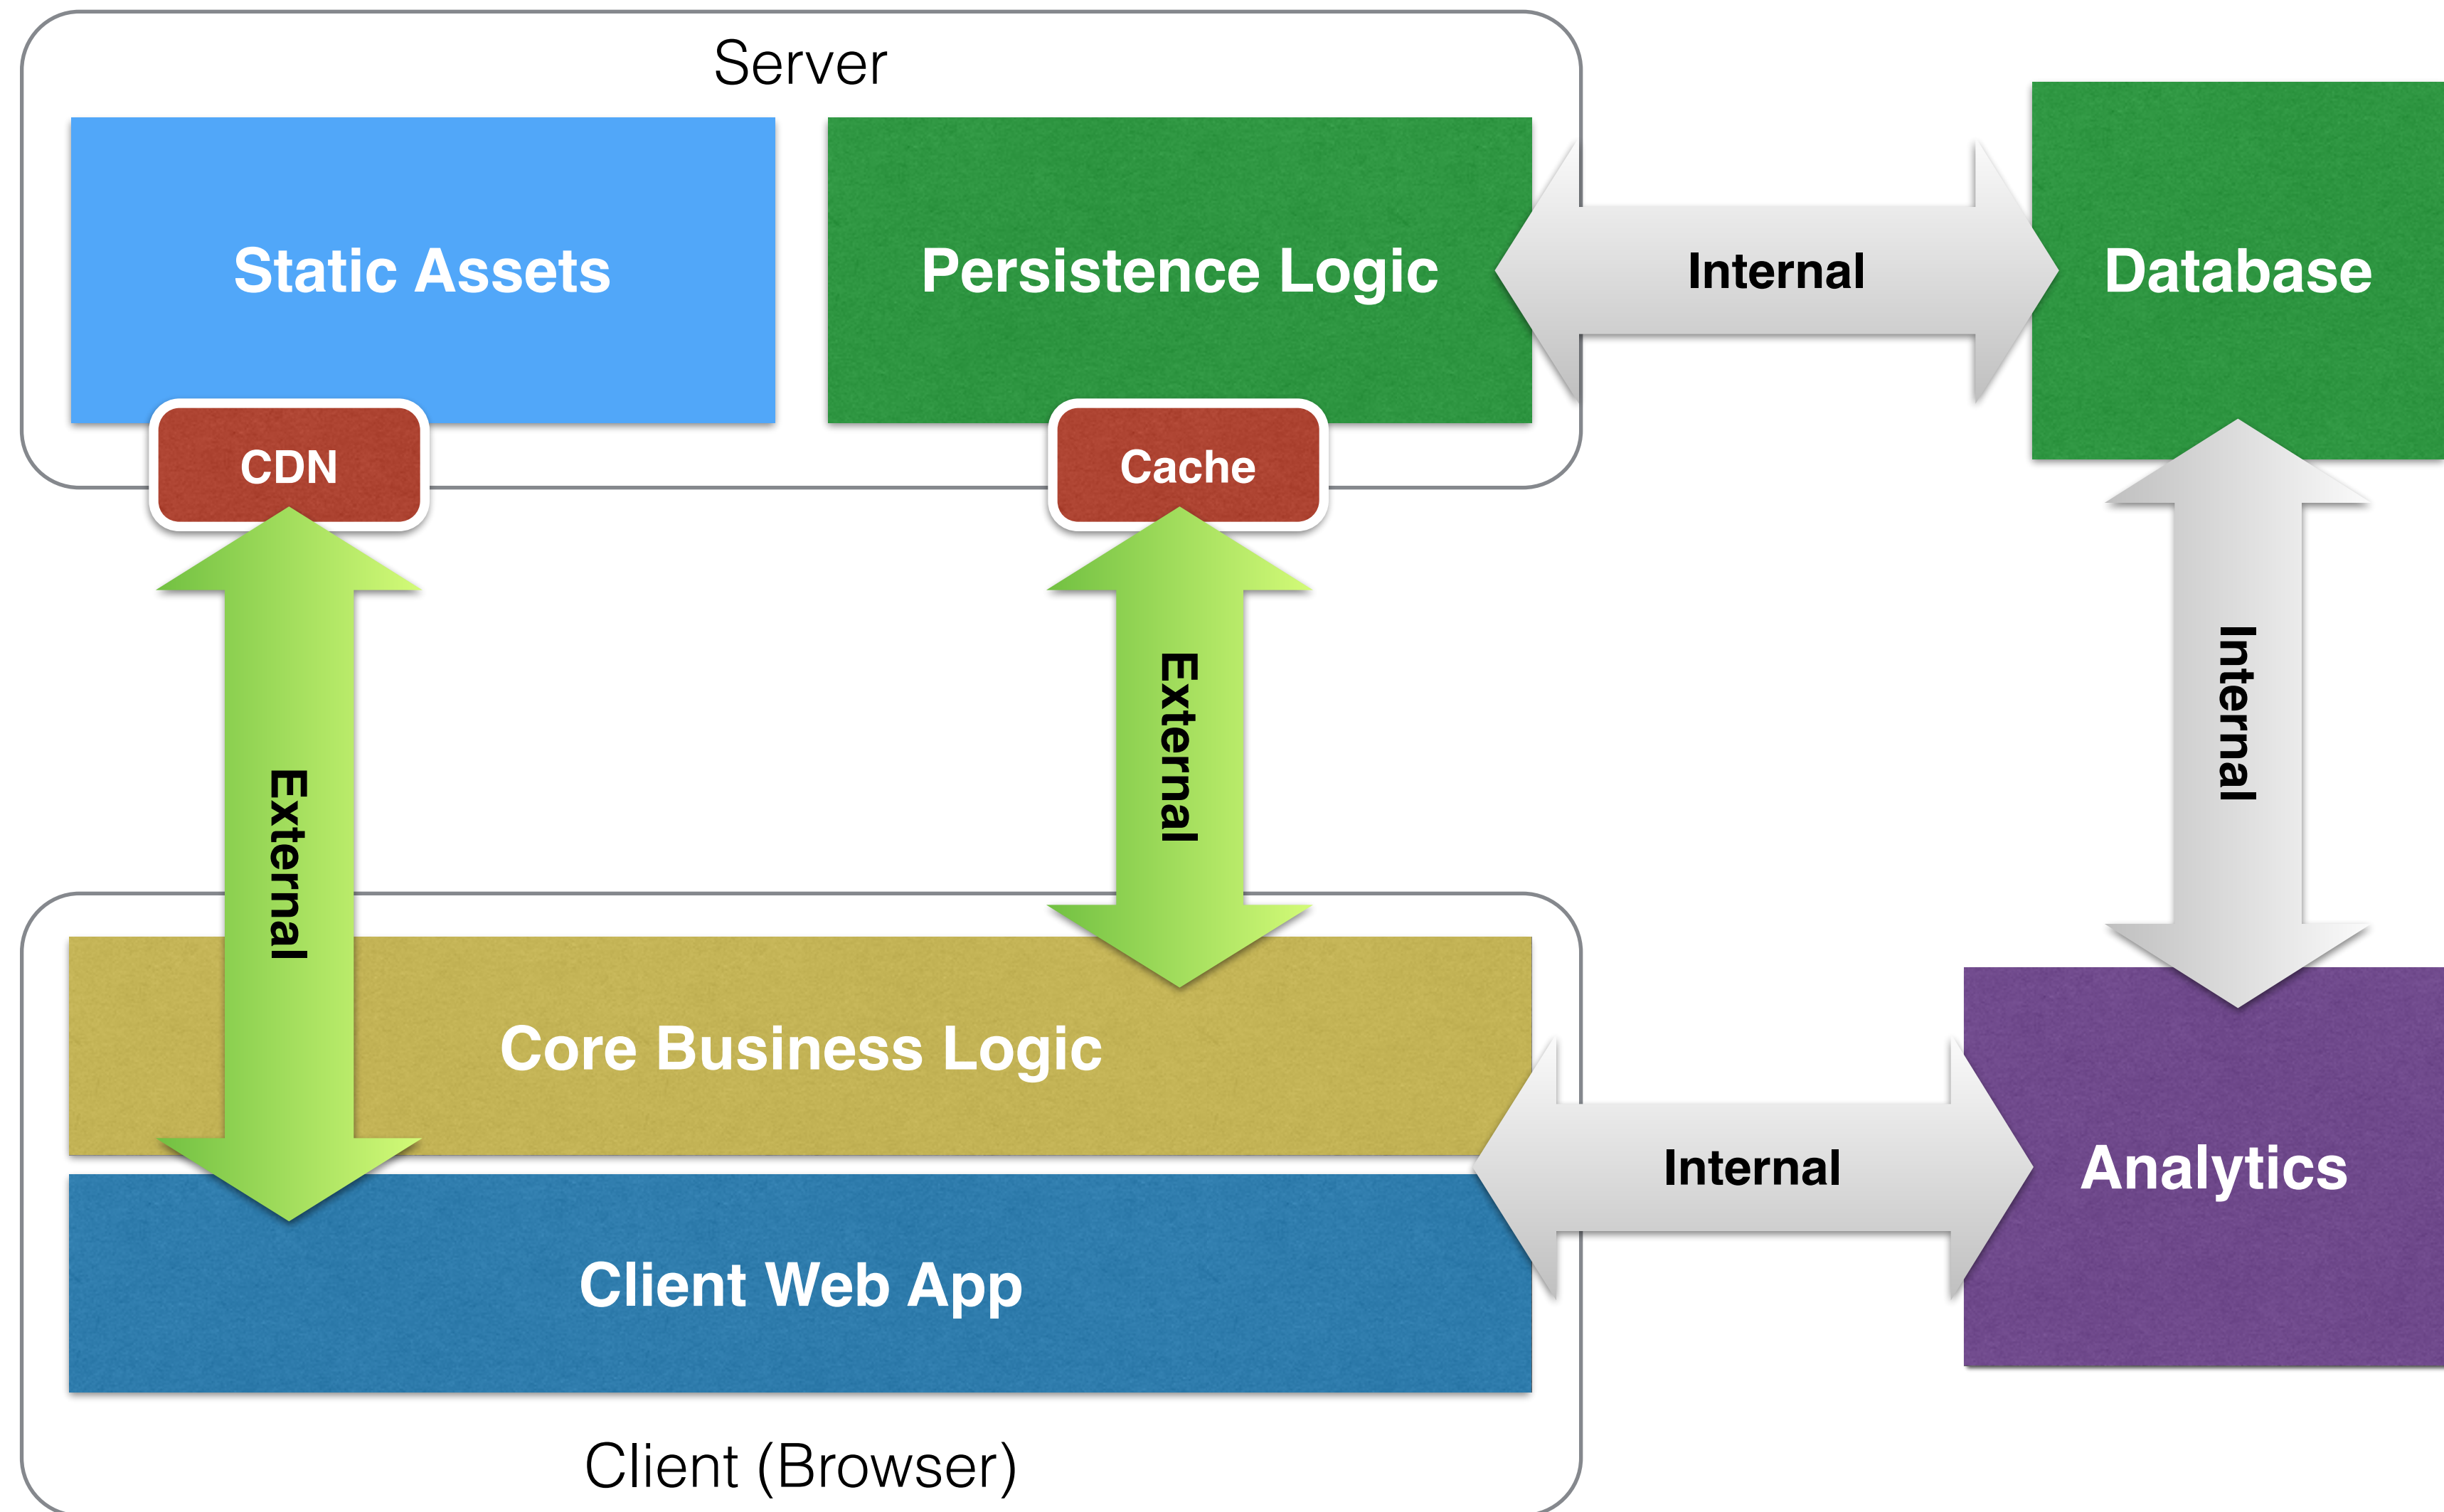 Server
Static Assets
Persistence Logic
Internal
Database
CDN
Cache
External
External
Internal
Core Business Logic
Internal
Analytics
Client Web App
Client (Browser)